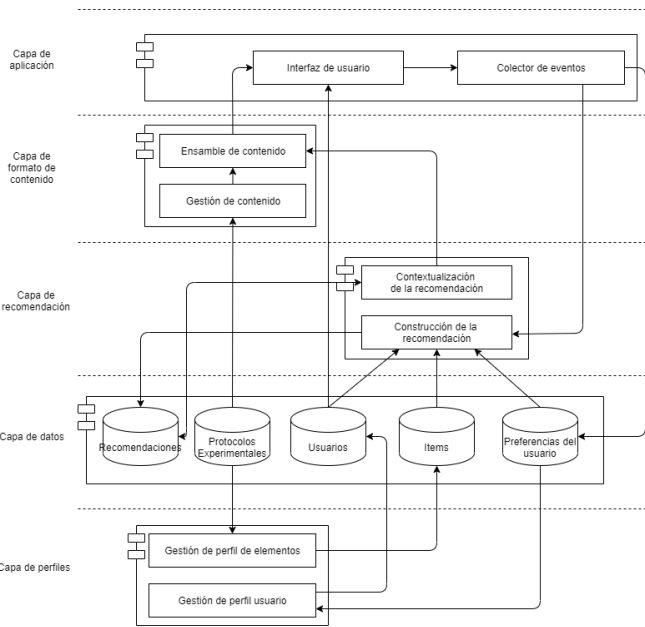 Capa de
aplicación
Interfaz de usuario
Colector de eventos
Capa de
formato de
contenido
Ensamble de contenido
Gestión de contenido
Capa de
recomendación
Contextualización
de la recomendación
Construcción de la
recomendación
Capa de datos
Recomendaciones
Protocolos
Experimentales
Usuarios
Items
Preferencias del
usuario
Capa de perfiles
Gestión de perfil de elementos
Gestión de perfil usuario